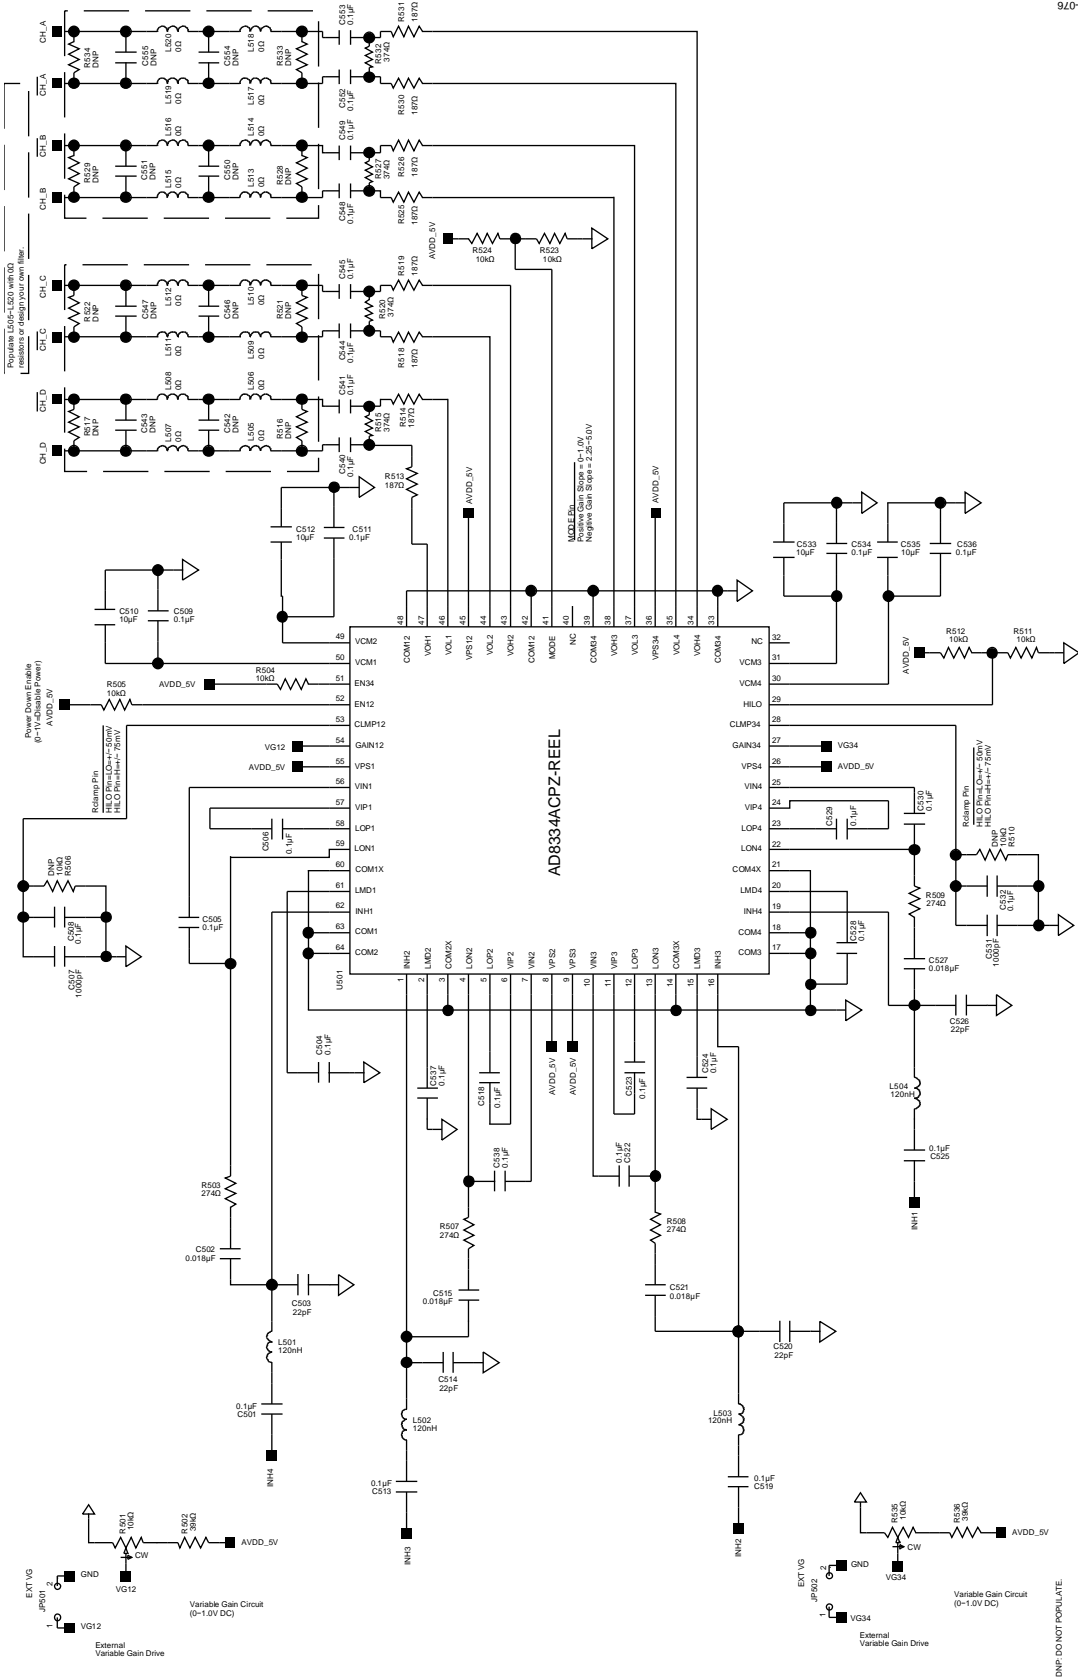 -076
CH_A
CH_A
CH_B
CH_B
CH_C
CH_C
CH_D
CH_D
Populate L505–L520 with 0Ω
resistors or design your own filter.
R534
DNP
C555
DNP
L520
0Ω
C554
DNP
L518
0Ω
R533
DNP
L519
0Ω
L517
0Ω
C553
0.1µF
C552
0.1µF
R532
374Ω
R531
187Ω
R530
187Ω
R529
DNP
C551
DNP
L516
0Ω
C550
DNP
L514
0Ω
R528
DNP
L515
0Ω
L513
0Ω
C549
0.1µF
C548
0.1µF
R527
374Ω
R526
187Ω
R525
187Ω
AVDD_5V
R524
10kΩ
R523
10kΩ
R522
DNP
C547
DNP
L512
0Ω
C546
DNP
L510
0Ω
R521
DNP
L511
0Ω
L509
0Ω
C545
0.1µF
C544
0.1µF
R520
374Ω
R519
187Ω
R518
187Ω
R517
DNP
C543
DNP
L508
0Ω
C542
DNP
L506
0Ω
R516
DNP
L507
0Ω
L505
0Ω
C541
0.1µF
C540
0.1µF
R515
374Ω
R514
187Ω
R513
187Ω
MODE Pin
Positive Gain Slope = 0–1.0V
Negitive Gain Slope = 2.25–5.0V
AVDD_5V
AVDD_5V
C512
10µF
C511
0.1µF
C510
10µF
C509
0.1µF
C533
10µF
C534
0.1µF
C535
10µF
C536
0.1µF
R512
10kΩ
R511
10kΩ
AVDD_5V
Power Down Enable
(0–1V=Disable Power)
AVDD_5V
R505
10kΩ
AVDD_5V
R504
10kΩ
VG12
AVDD_5V
Rclamp Pin
HILO Pin=LO=+/– 50mV
HILO Pin=HI=+/– 75mV
DNP
10kΩ
R506
C508
0.1µF
C507
1000pF
C505
0.1µF
C506
0.1µF
48
47
46
45
44
43
42
41
40
39
38
37
36
35
34
33
COM12
VOH1
VOL1
VPS12
VOL2
VOH2
COM12
MODE
NC
COM34
VOH3
VOL3
VPS34
VOL4
VOH4
COM34
49 VCM2
50 VCM1
51 EN34
52 EN12
53 CLMP12
54 GAIN12
55 VPS1
56 VIN1
57 VIP1
58 LOP1
59 LON1
60 COM1X
61 LMD1
62 INH1
63 COM1
64 COM2
U501
AD8334ACPZ-REEL
NC 32
VCM3 31
VCM4 30
HILO 29
CLMP34 28
GAIN34 27
VPS4 26
VIN4 25
VIP4 24
LOP4 23
LON4 22
COM4X 21
LMD4 20
INH4 19
COM4 18
COM3 17
INH2
LMD2
COM2X
LON2
LOP2
VIP2
VIN2
VPS2
VPS3
VIN3
VIP3
LOP3
LON3
COM3X
LMD3
INH3
1
2
3
4
5
6
7
8
9
10
11
12
13
14
15
16
VG34
AVDD_5V
C530
0.1µF
C529
0.1µF
Rclamp Pin
HILO Pin=LO=+/– 50mV
HILO Pin=HI=+/– 75mV
DNP
10kΩ
R510
C532
0.1µF
C531
1000pF
R509
274Ω
C528
0.1µF
C527
0.018µF
C526
22pF
L504
120nH
0.1µF
C525
INH1
C504
0.1µF
C537
0.1µF
C518
0.1µF
AVDD_5V
AVDD_5V
C523
0.1µF
C524
0.1µF
C538
0.1µF
0.1µF
C522
R503
274Ω
C502
0.018µF
C503
22pF
L501
120nH
0.1µF
C501
INH4
R507
274Ω
C515
0.018µF
C514
22pF
L502
120nH
0.1µF
C513
INH3
R508
274Ω
C521
0.018µF
C520
22pF
L503
120nH
0.1µF
C519
INH2
R501
10kΩ
R502
39kΩ
AVDD_5V
CW
VG12
EXT VG
JP501
2
1
GND
VG12
Variable Gain Circuit
(0–1.0V DC)
External
Variable Gain Drive
R535
10kΩ
R536
39kΩ
AVDD_5V
CW
VG34
EXT VG
JP502
2
1
GND
VG34
Variable Gain Circuit
(0–1.0V DC)
External
Variable Gain Drive
DNP: DO NOT POPULATE.